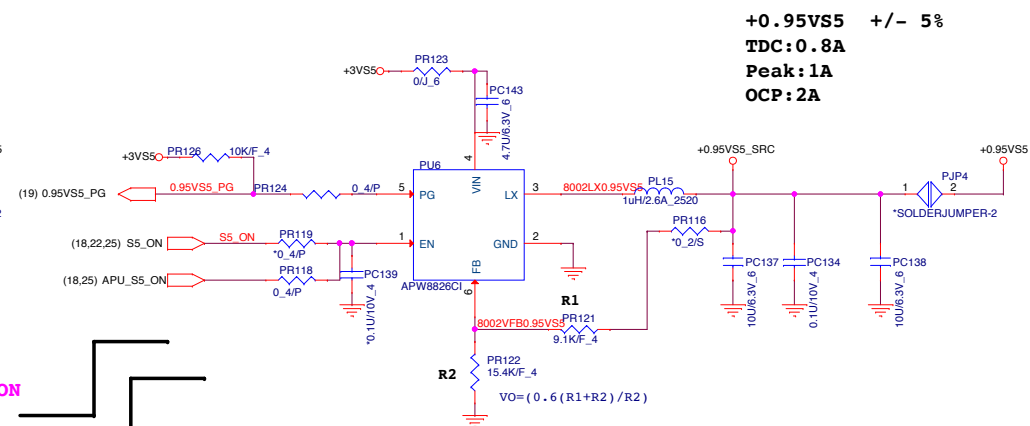 +0.95VS5 +/- 5%
TDC:0.8A
Peak:1A
OCP:2A
+3VS5
PR123
0/J_6
PC143
4.7U/6.3V_6
+3VS5
PR126
10K/F_4
PU6
4
VIN
(19) 0.95VS5_PG
0.95VS5_PG
PR124
0_4/P
5
PG
LX
3
8002LX0.95VS5
PL15
1uH/2.6A_2520
+0.95VS5_SRC
+0.95VS5
1
2
PJP4
*SOLDERJUMPER-2
(18,22,25) S5_ON
S5_ON
PR119
*0_4/P
1
EN
GND
2
PR116
*0_2/S
(18,25) APU_S5_ON
PR118
0_4/P
PC139
*0.1U/10V_4
FB
6
APW8826CI
PC137
10U/6.3V_6
PC134
0.1U/10V_4
PC138
10U/6.3V_6
R1
8002VFB0.95VS5
PR121
9.1K/F_4
R2
PR122
15.4K/F_4
VO=(0.6(R1+R2)/R2)
ON